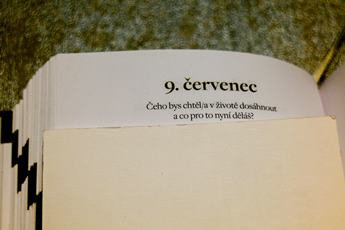 9. červenec
Čeho bys chtěl/a v životě dosáhnout
a co pro to nyní děláš?